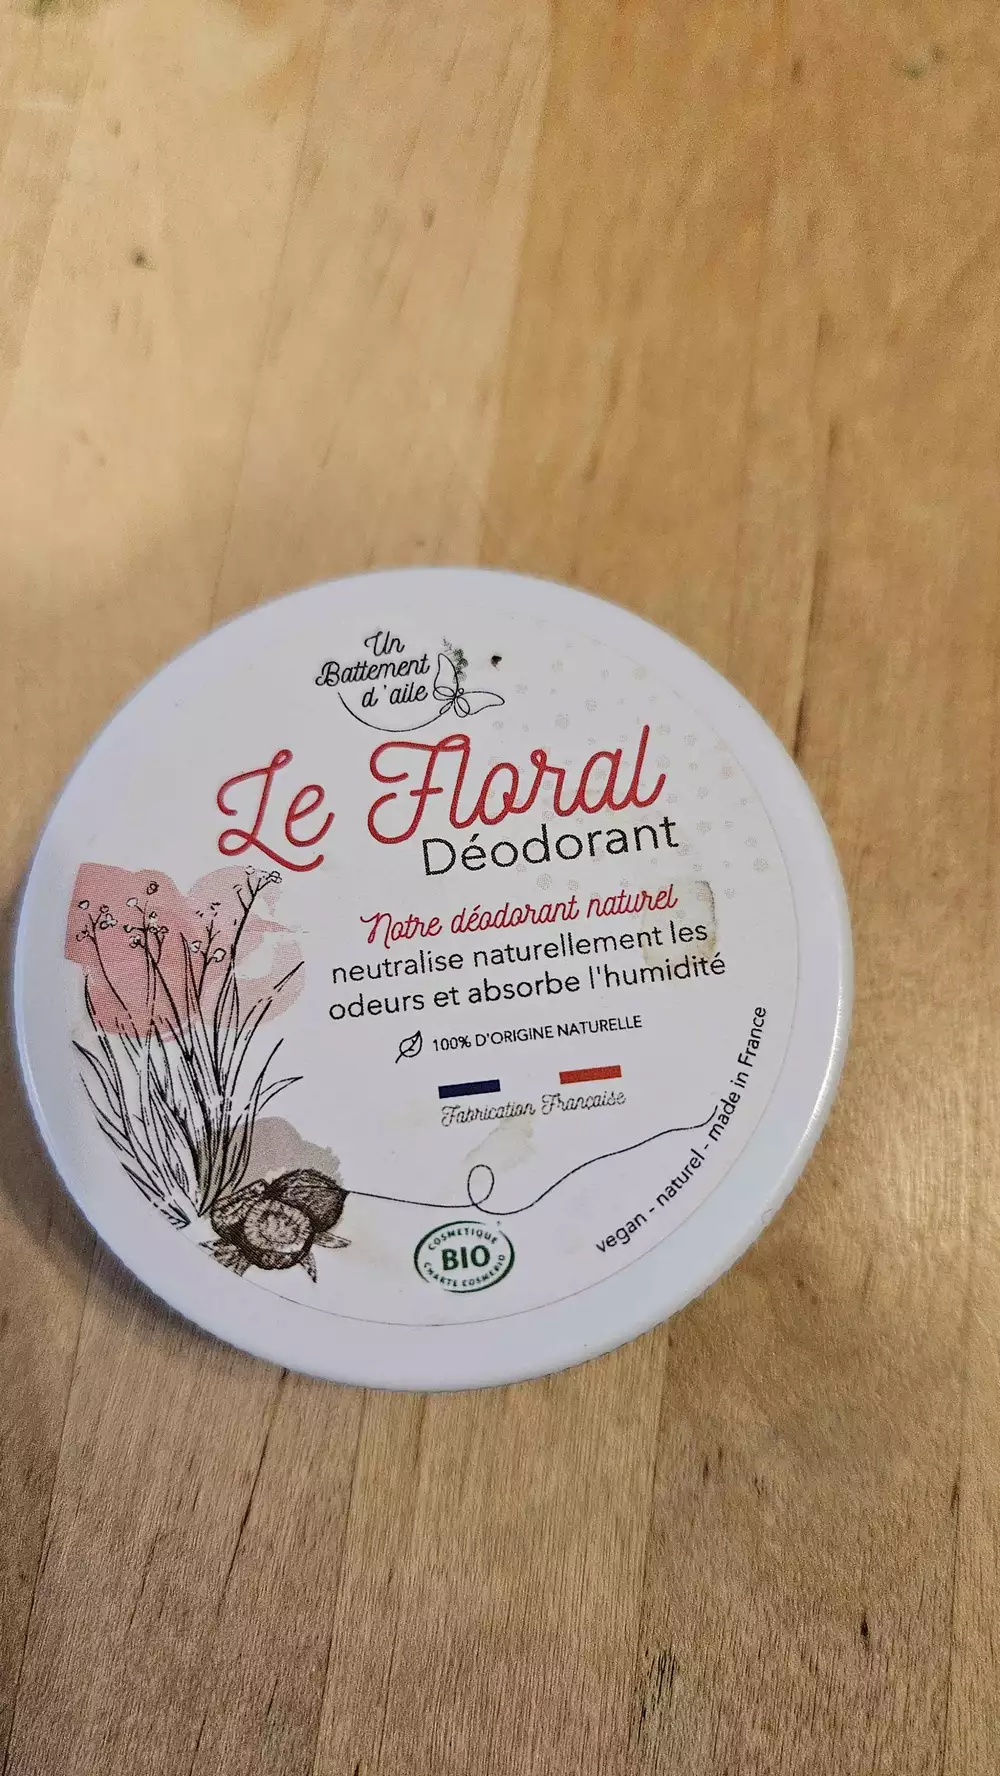 Un
Battement
d'aile
Le Floral
Déodorant
Notre déodorant naturel
neutralise naturellement les
odeurs et absorbe l'humidité
100% D'ORIGINE NATURELLE
Fabrication Française
vegan - naturel - made in France
COSMETIQUE
BIO
CHARTE COSMEBIO